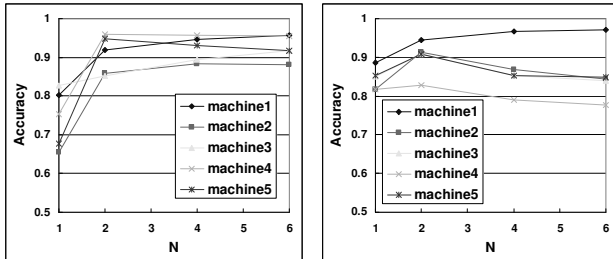 1
0.9
0.8
0.7
0.6
0.5
Accuracy
machine1
machine2
machine3
machine4
machine5
1 2 3 4 5 6
N
1
0.9
0.8
0.7
0.6
0.5
Accuracy
machine1
machine2
machine3
machine4
machine5
1 2 3 4 5 6
N